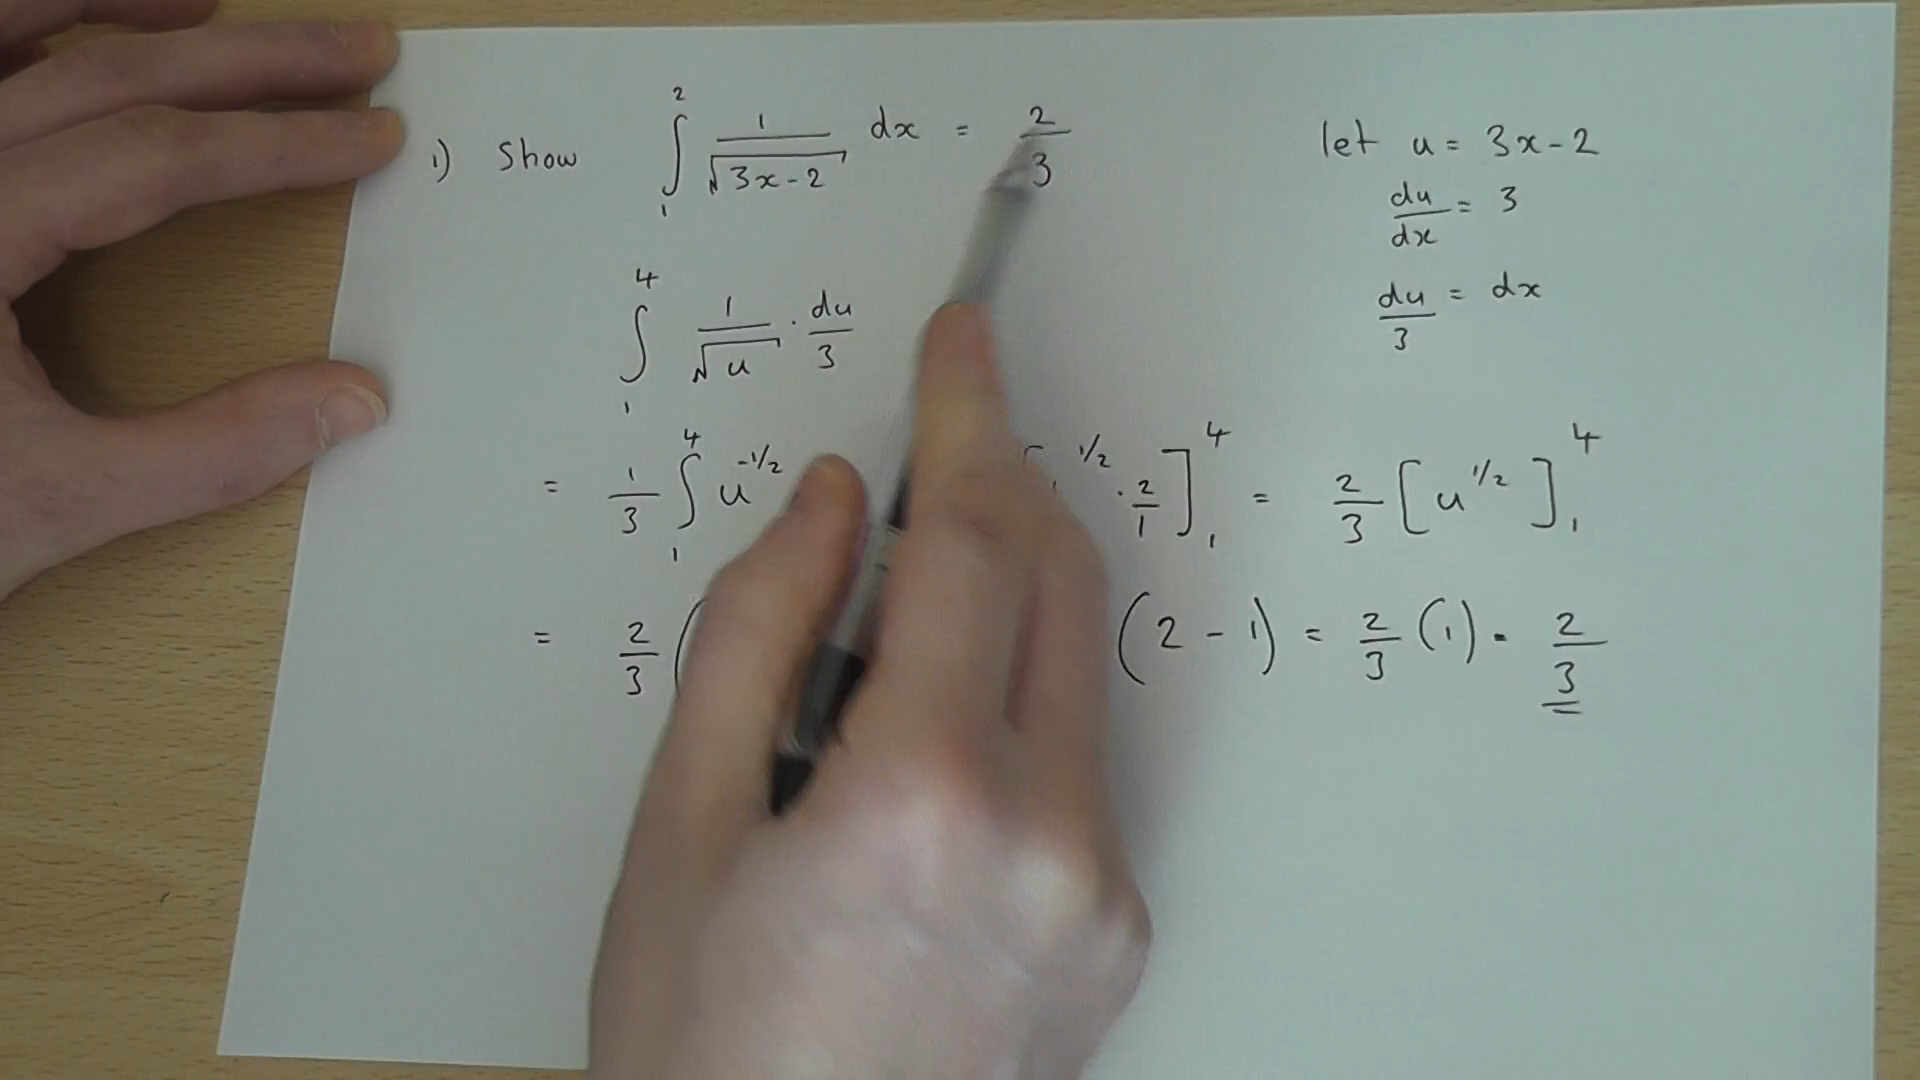 1) Show ∫₁² 1/√(3x-2) dx = 2/3
let u = 3x-2
du/dx = 3
du/3 = dx
∫₁⁴ 1/√u · du/3
= 1/3 ∫₁⁴ u^(-1/2) [ ^(1/2) · 2/1 ]₁⁴ = 2/3 [u^(1/2)]₁⁴
= 2/3 ( (2 - 1) = 2/3 (1) = 2/3